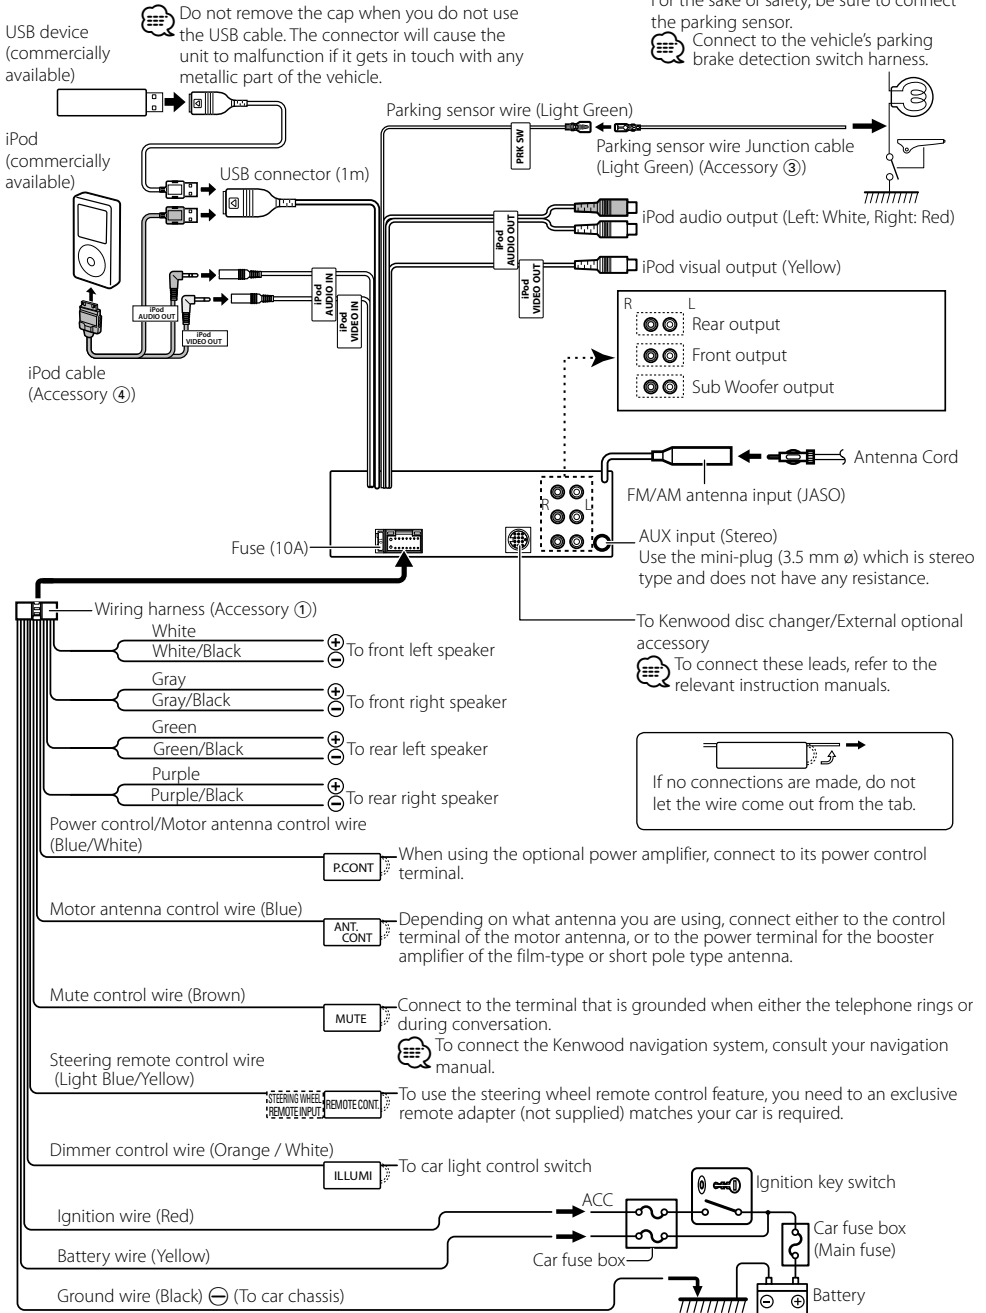 Do not remove the cap when you do not use
the USB cable. The connector will cause the
unit to malfunction if it gets in touch with any
metallic part of the vehicle.
the parking sensor.
Connect to the vehicle's parking
brake detection switch harness.
USB device
(commercially
available)
iPod
(commercially
available)
USB connector (1m)
Parking sensor wire (Light Green)
PRK SW
Parking sensor wire Junction cable
(Light Green) (Accessory ③)
iPod audio output (Left: White, Right: Red)
iPod
AUDIO OUT
iPod visual output (Yellow)
iPod
VIDEO OUT
iPod
AUDIO IN
iPod
VIDEO IN
iPod
AUDIO OUT
iPod
VIDEO OUT
iPod cable
(Accessory ④)
R L
Rear output
Front output
Sub Woofer output
Antenna Cord
FM/AM antenna input (JASO)
R L
AUX input (Stereo)
Use the mini-plug (3.5 mm ø) which is stereo
type and does not have any resistance.
Fuse (10A)
To Kenwood disc changer/External optional
accessory
To connect these leads, refer to the
relevant instruction manuals.
If no connections are made, do not
let the wire come out from the tab.
Wiring harness (Accessory ①)
White
White/Black
⊕
⊖
To front left speaker
Gray
Gray/Black
⊕
⊖
To front right speaker
Green
Green/Black
⊕
⊖
To rear left speaker
Purple
Purple/Black
⊕
⊖
To rear right speaker
Power control/Motor antenna control wire
(Blue/White)
P.CONT
When using the optional power amplifier, connect to its power control
terminal.
Motor antenna control wire (Blue)
ANT.
CONT
Depending on what antenna you are using, connect either to the control
terminal of the motor antenna, or to the power terminal for the booster
amplifier of the film-type or short pole type antenna.
Mute control wire (Brown)
MUTE
Connect to the terminal that is grounded when either the telephone rings or
during conversation.
To connect the Kenwood navigation system, consult your navigation
manual.
Steering remote control wire
(Light Blue/Yellow)
STEERING WHEEL
REMOTE INPUT
REMOTE CONT.
To use the steering wheel remote control feature, you need to an exclusive
remote adapter (not supplied) matches your car is required.
Dimmer control wire (Orange / White)
ILLUMI
To car light control switch
Ignition key switch
ACC
Ignition wire (Red)
Car fuse box
(Main fuse)
Battery wire (Yellow)
Car fuse box
Ground wire (Black) ⊖ (To car chassis)
⊖ ⊕
Battery